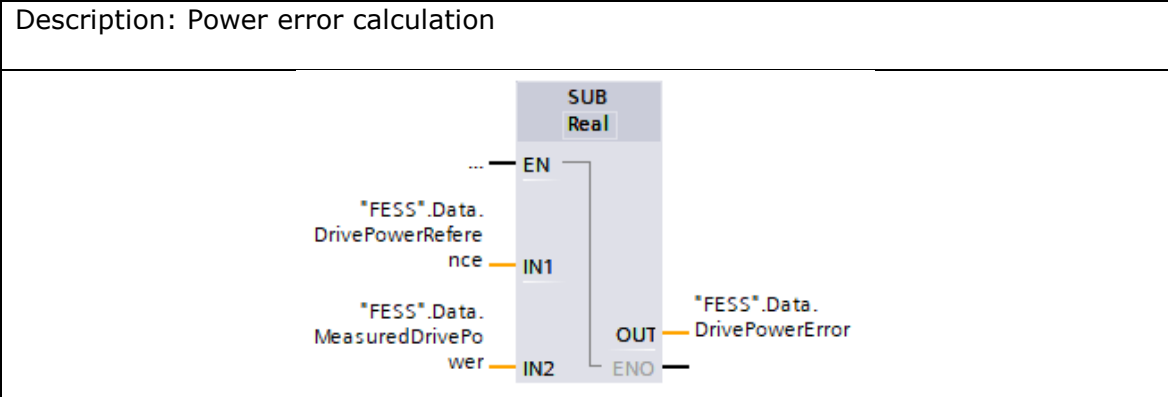 Description: Power error calculation
SUB
Real
...
EN
"FESS".Data.
DrivePowerRefere
nce
IN1
"FESS".Data.
MeasuredDrivePo
wer
IN2
"FESS".Data.
DrivePowerError
OUT
ENO